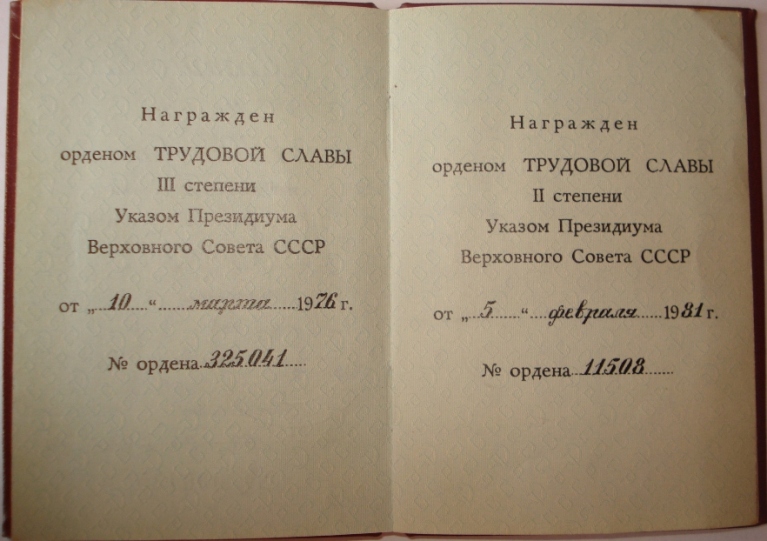 Награжден
орденом ТРУДОВОЙ СЛАВЫ
III степени
Указом Президиума
Верховного Совета СССР
от „ 10 “ марта 1976 г.
№ ордена 325041
Награжден
орденом ТРУДОВОЙ СЛАВЫ
II степени
Указом Президиума
Верховного Совета СССР
от „ 5 “ февраля 1981 г.
№ ордена 11508